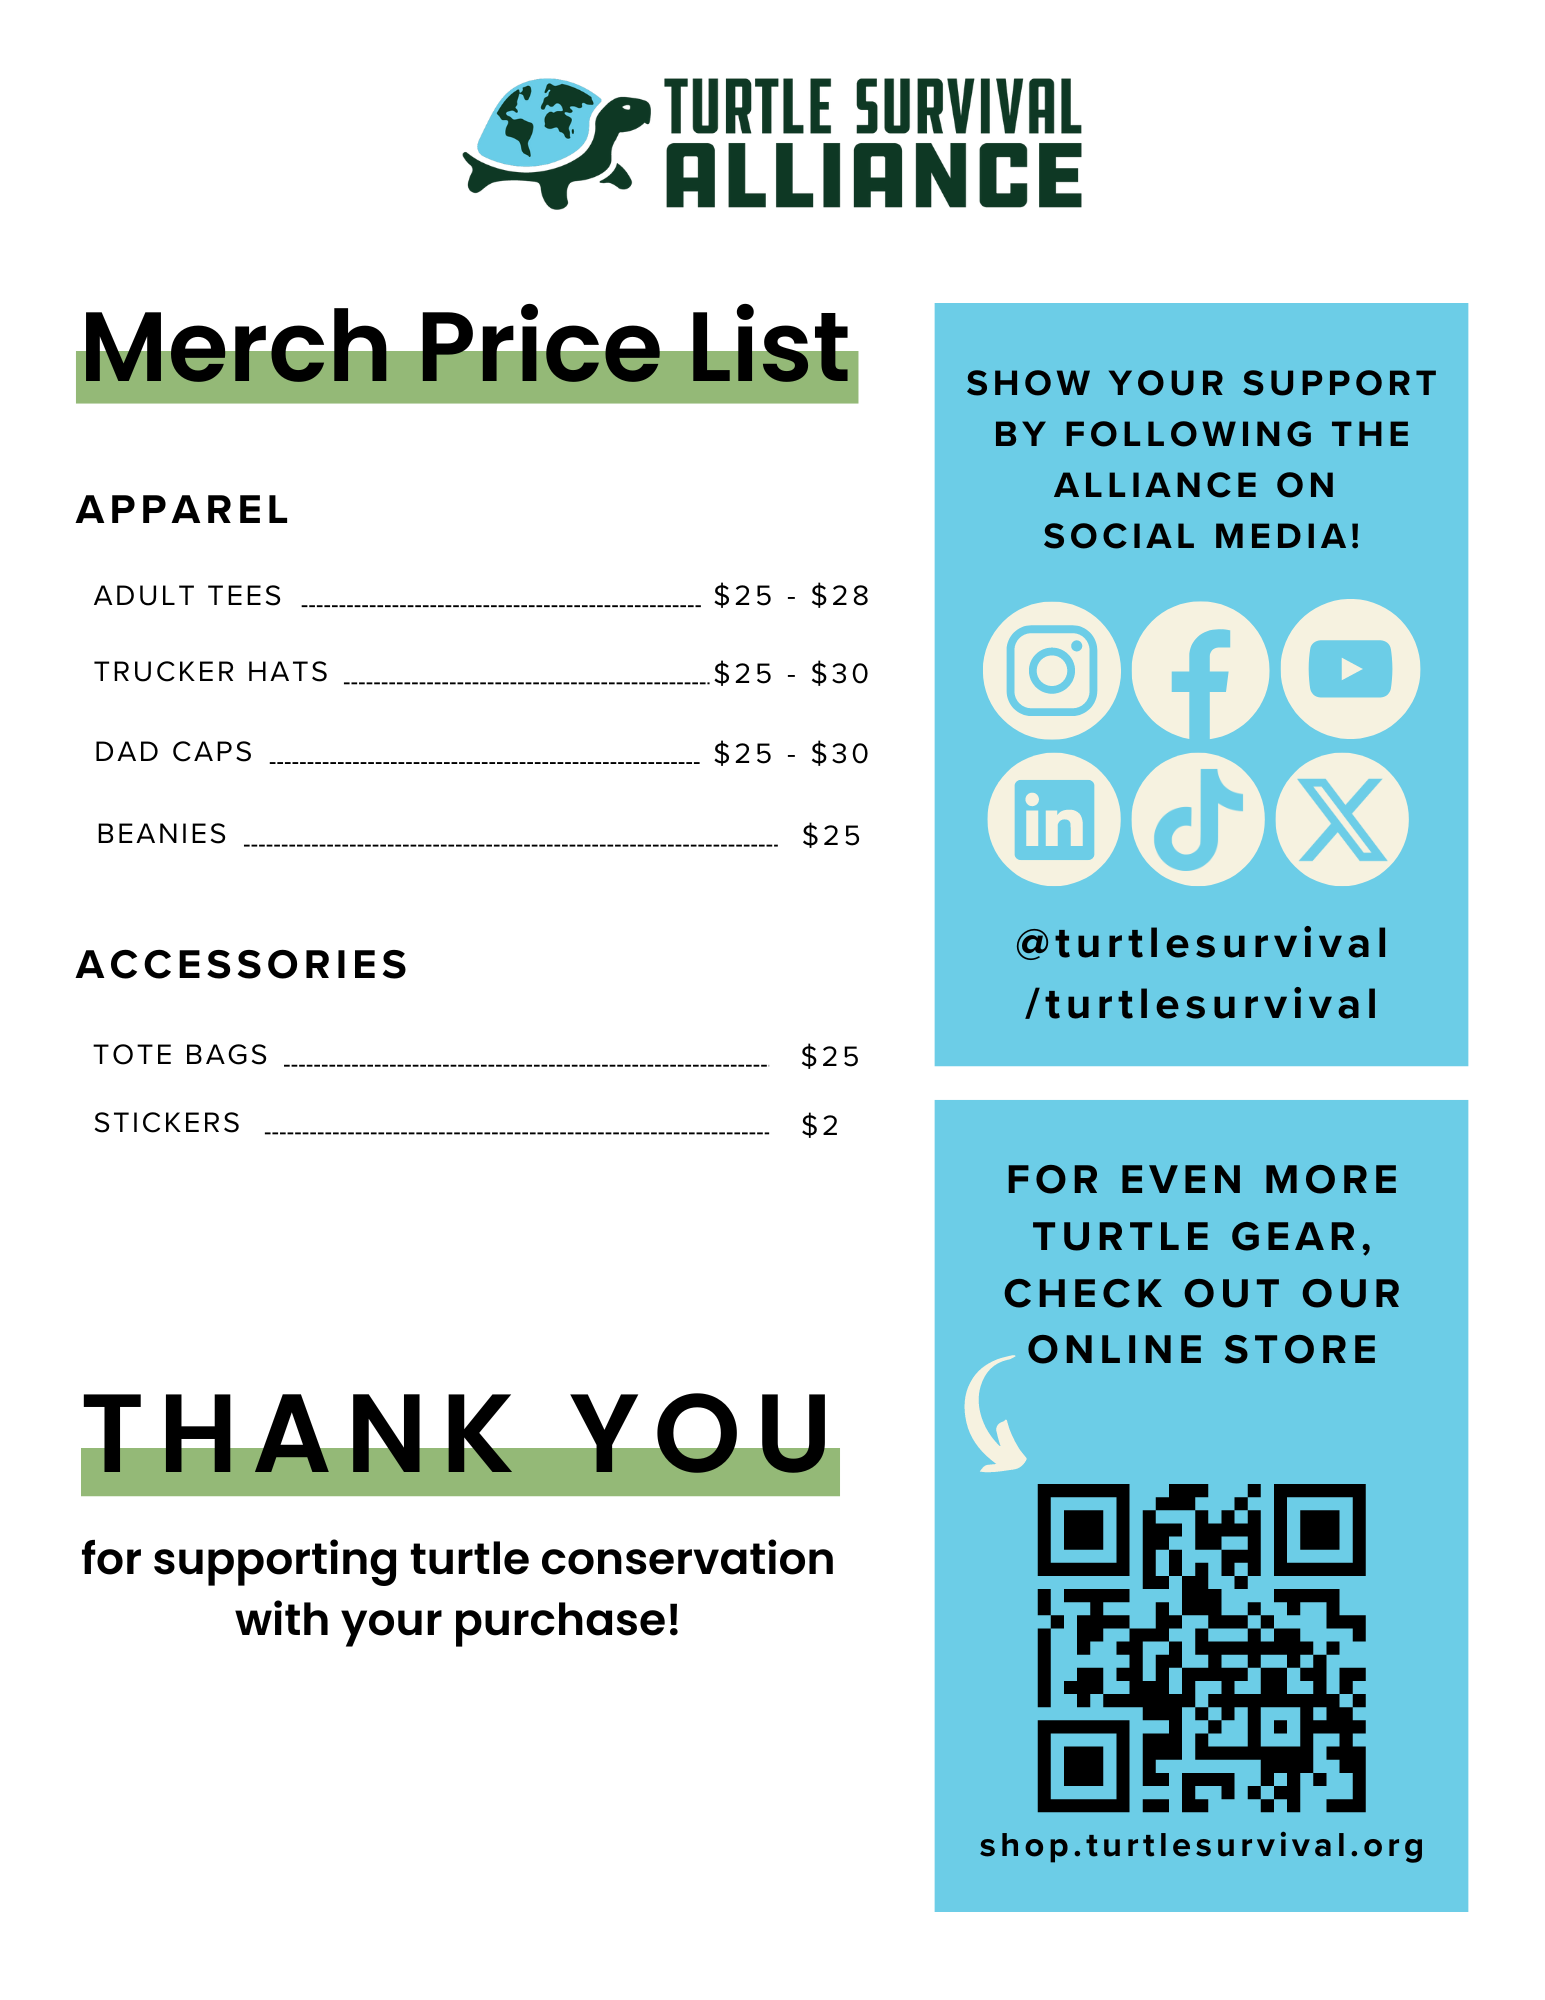 TURTLE SURVIVAL
ALLIANCE
Merch Price List
APPAREL
ADULT TEES $25 - $28
TRUCKER HATS $25 - $30
DAD CAPS $25 - $30
BEANIES $25
ACCESSORIES
TOTE BAGS $25
STICKERS $2
THANK YOU
for supporting turtle conservation
with your purchase!
SHOW YOUR SUPPORT
BY FOLLOWING THE
ALLIANCE ON
SOCIAL MEDIA!
in
@turtlesurvival
/turtlesurvival
FOR EVEN MORE
TURTLE GEAR,
CHECK OUT OUR
ONLINE STORE
shop.turtlesurvival.org